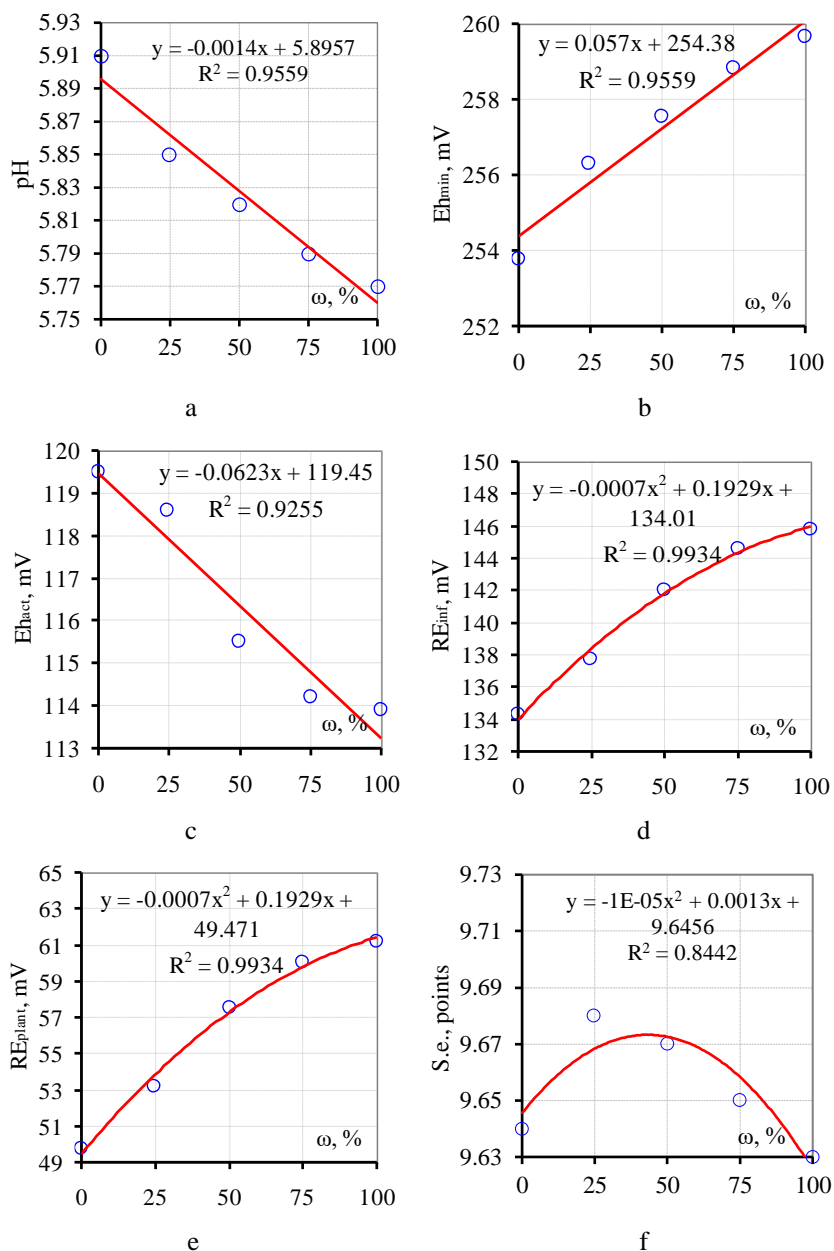 y = -0.0014x + 5.8957
R² = 0.9559
5.93
5.91
5.89
5.87
5.85
5.83
5.81
5.79
5.77
5.75
pH
ω, %
0 25 50 75 100
a
y = 0.057x + 254.38
R² = 0.9559
260
258
256
254
252
Ehmin, mV
ω, %
0 25 50 75 100
b
y = -0.0623x + 119.45
R² = 0.9255
120
119
118
117
116
115
114
113
Ehact, mV
ω, %
0 25 50 75 100
c
y = -0.0007x² + 0.1929x +
134.01
R² = 0.9934
150
148
146
144
142
140
138
136
134
132
REinf, mV
ω, %
0 25 50 75 100
d
y = -0.0007x² + 0.1929x +
49.471
R² = 0.9934
65
63
61
59
57
55
53
51
49
REplant, mV
ω, %
0 25 50 75 100
e
y = -1E-05x² + 0.0013x +
9.6456
R² = 0.8442
9.73
9.71
9.69
9.67
9.65
9.63
S.e., points
ω, %
0 25 50 75 100
f